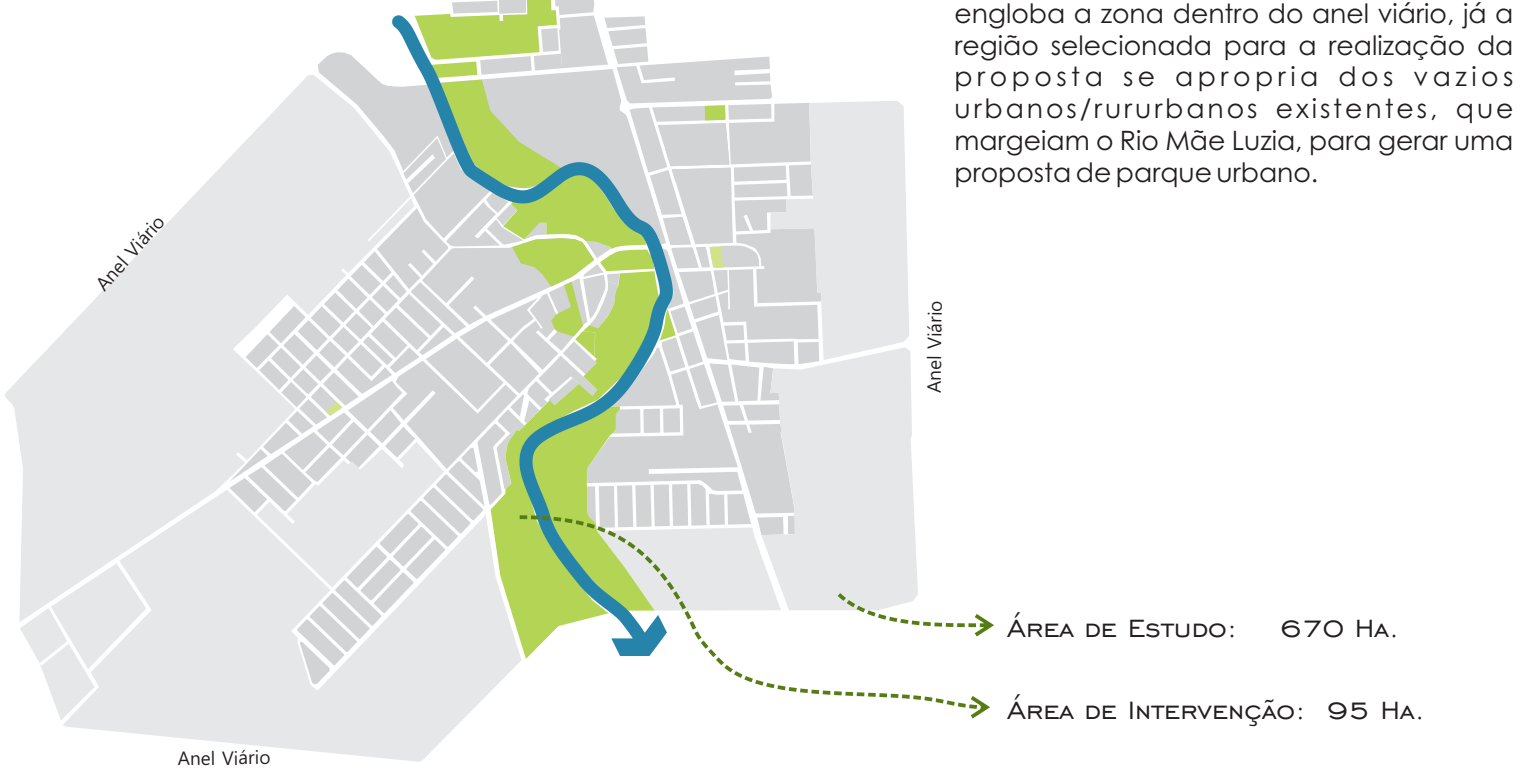 engloba a zona dentro do anel viário, já a
região selecionada para a realização da
proposta se apropria dos vazios
urbanos/rururbanos existentes, que
margeiam o Rio Mãe Luzia, para gerar uma
proposta de parque urbano.
Anel Viário
Anel Viário
Área de Estudo: 670 Ha.
Área de Intervenção: 95 Ha.
Anel Viário